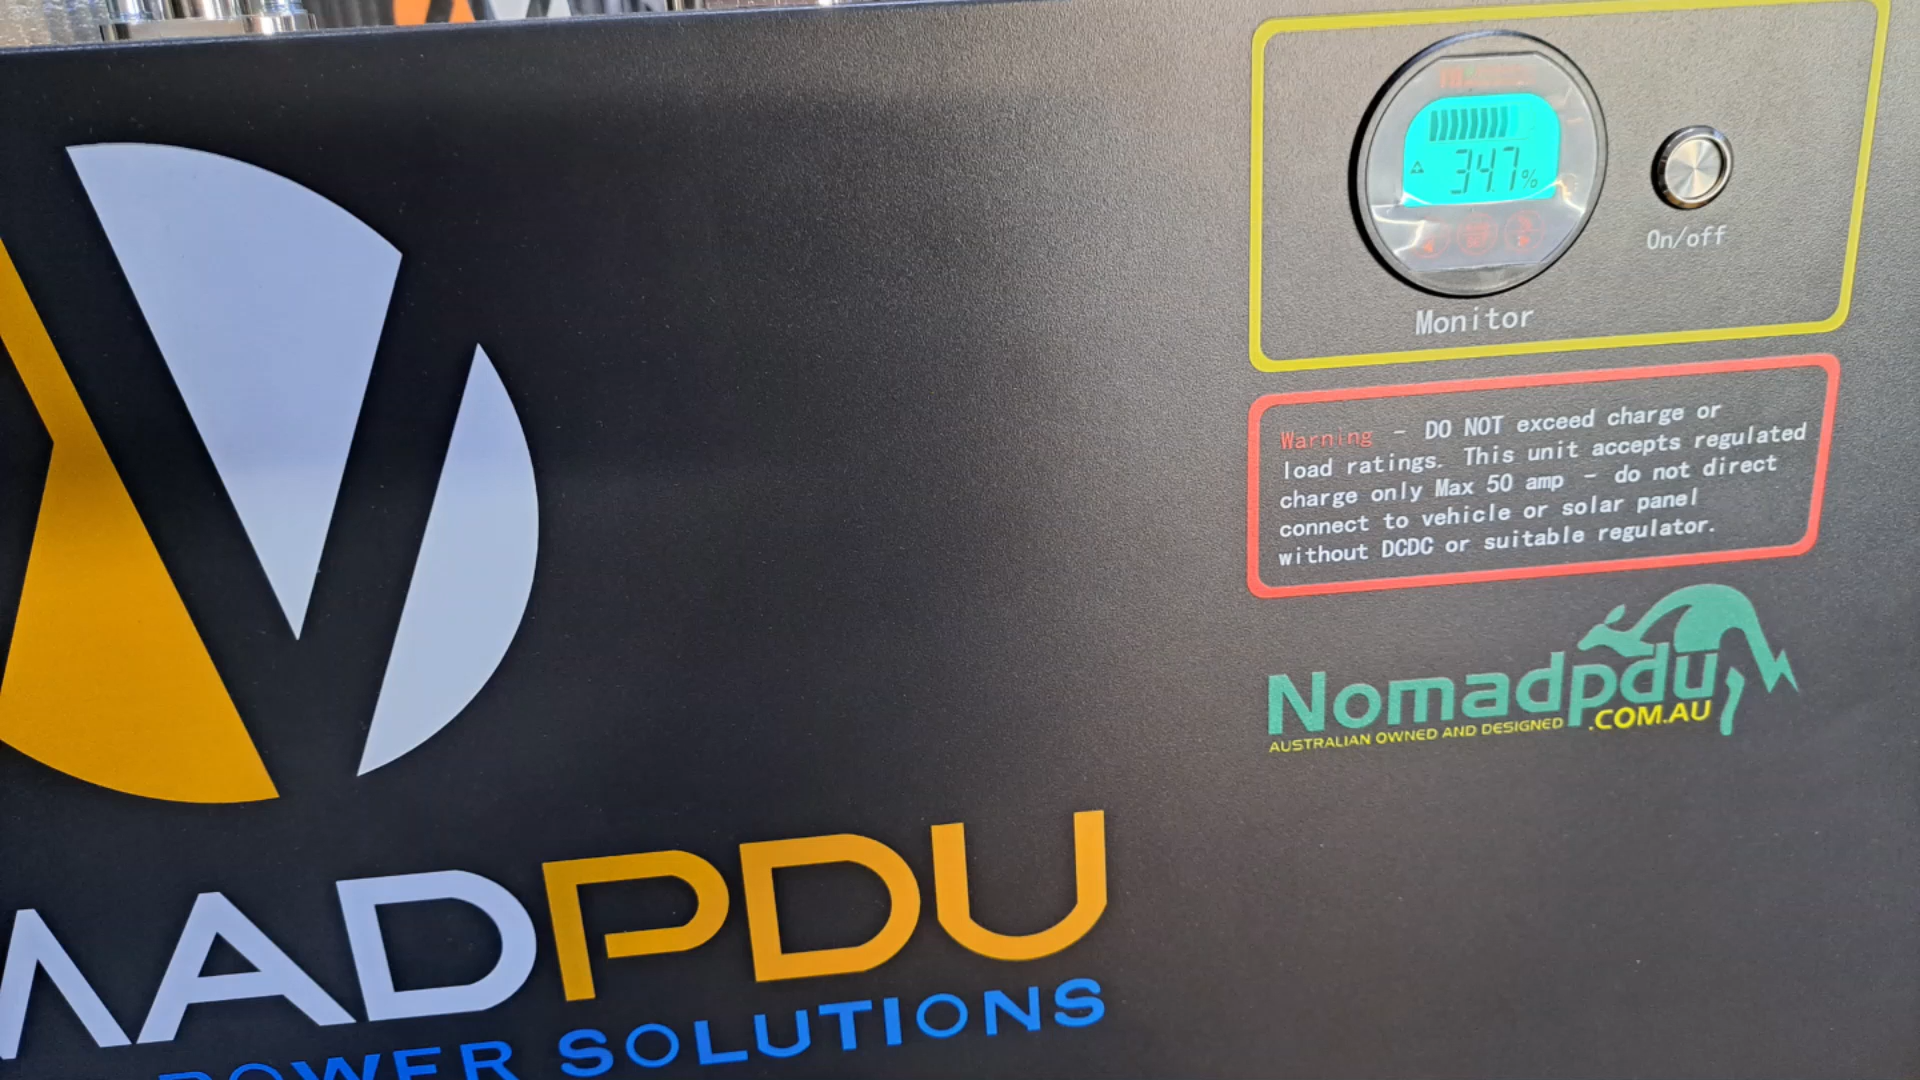 34.7%
On/off
Monitor
Warning - DO NOT exceed charge or
load ratings. This unit accepts regulated
charge only Max 50 amp - do not direct
connect to vehicle or solar panel
without DCDC or suitable regulator.
Nomadpdu
AUSTRALIAN OWNED AND DESIGNED .COM.AU
MADPDU
POWER SOLUTIONS